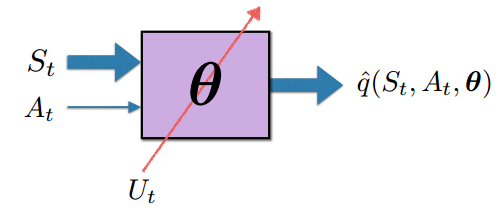 S_t
A_t
θ
q̂(S_t, A_t, θ)
U_t